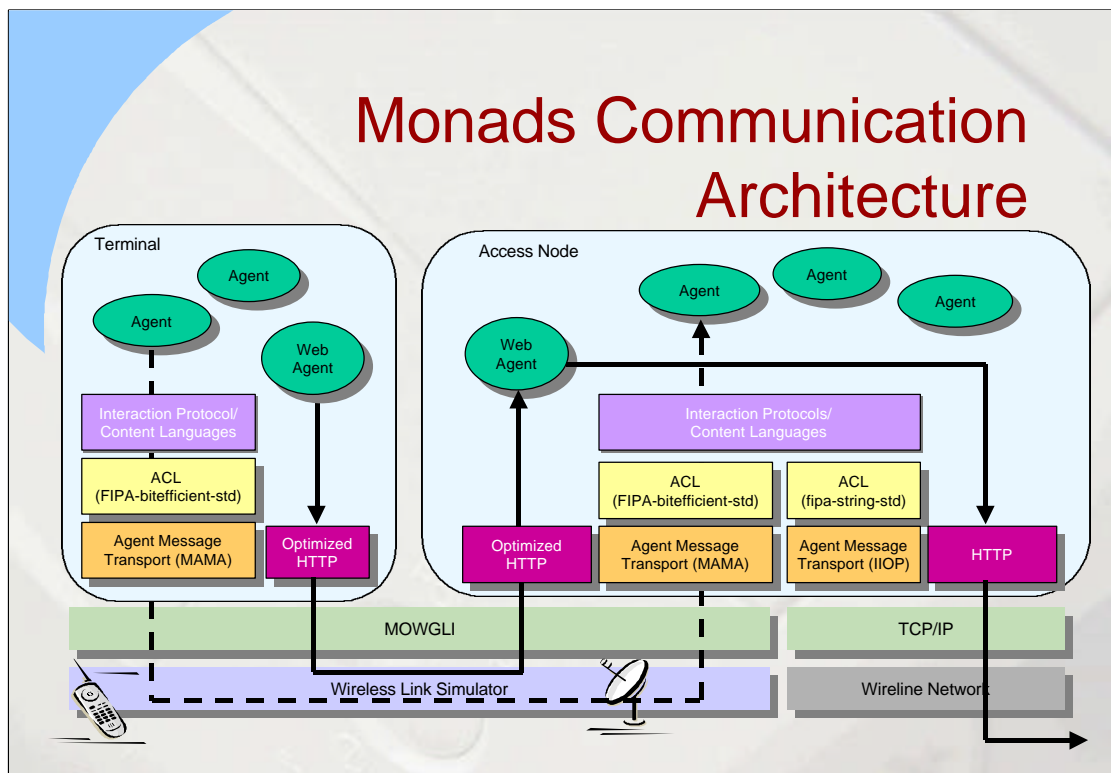 Monads Communication
Architecture
Terminal
Agent
Agent
Web
Agent
Interaction Protocol/
Content Languages
ACL
(FIPA-bitefficient-std)
Agent Message
Transport (MAMA)
Optimized
HTTP
Access Node
Agent
Agent
Agent
Web
Agent
Interaction Protocols/
Content Languages
ACL
(FIPA-bitefficient-std)
ACL
(fipa-string-std)
Optimized
HTTP
Agent Message
Transport (MAMA)
Agent Message
Transport (IIOP)
HTTP
MOWGLI
TCP/IP
Wireless Link Simulator
Wireline Network